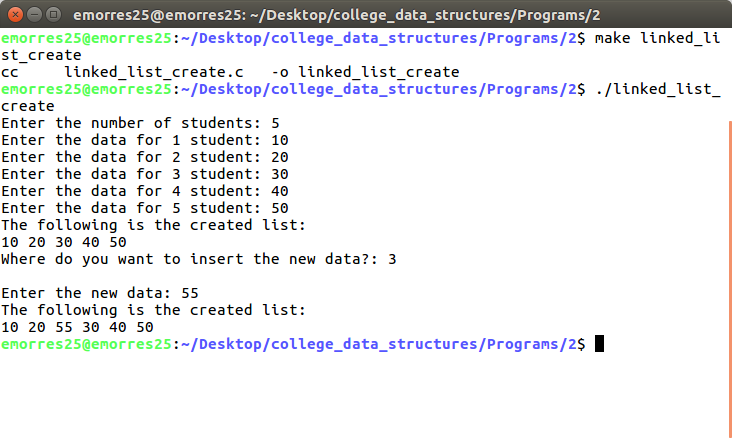 emorres25@emorres25: ~/Desktop/college_data_structures/Programs/2
emorres25@emorres25:~/Desktop/college_data_structures/Programs/2$ make linked_li
st_create
cc     linked_list_create.c   -o linked_list_create
emorres25@emorres25:~/Desktop/college_data_structures/Programs/2$ ./linked_list_
create
Enter the number of students: 5
Enter the data for 1 student: 10
Enter the data for 2 student: 20
Enter the data for 3 student: 30
Enter the data for 4 student: 40
Enter the data for 5 student: 50
The following is the created list:
10 20 30 40 50
Where do you want to insert the new data?: 3

Enter the new data: 55
The following is the created list:
10 20 55 30 40 50
emorres25@emorres25:~/Desktop/college_data_structures/Programs/2$